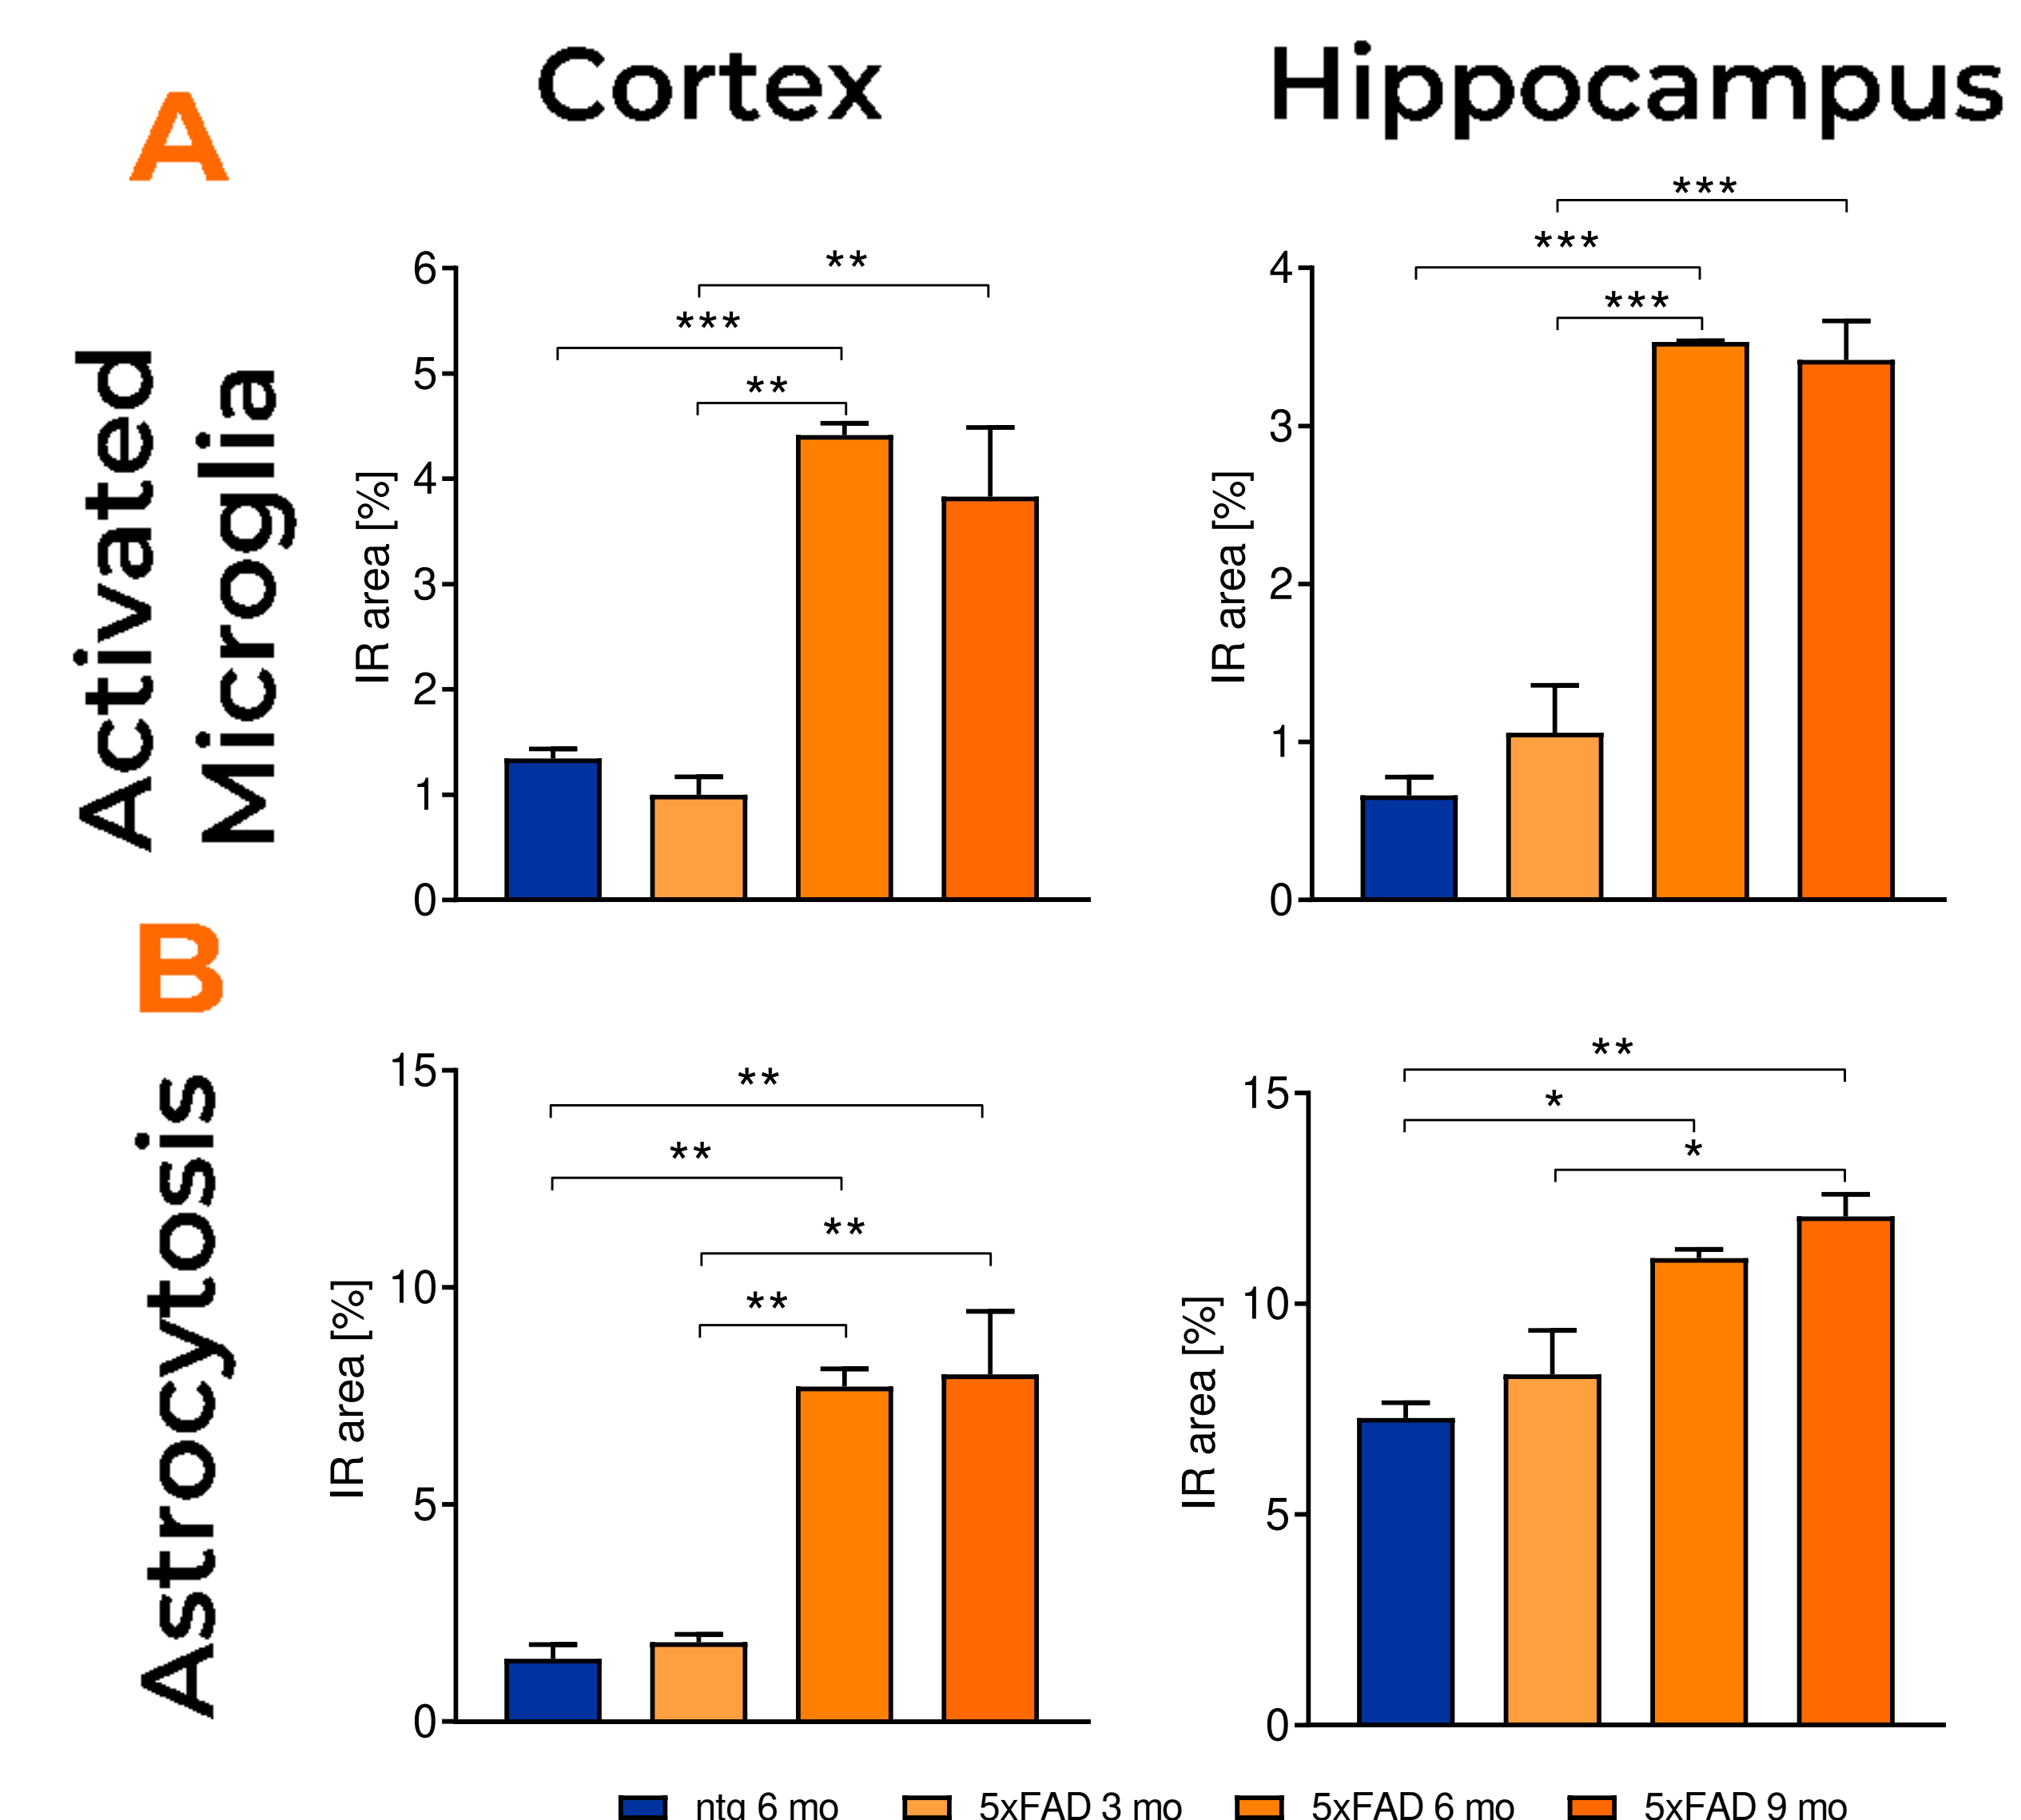 Cortex
Hippocampus
A
Activated
Microglia
IR area [%]
6
5
4
3
2
1
0
**
***
**
IR area [%]
4
3
2
1
0
***
***
***
B
Astrocytosis
IR area [%]
15
10
5
0
**
**
**
**
IR area [%]
15
10
5
0
**
*
*
ntg 6 mo
5xFAD 3 mo
5xFAD 6 mo
5xFAD 9 mo